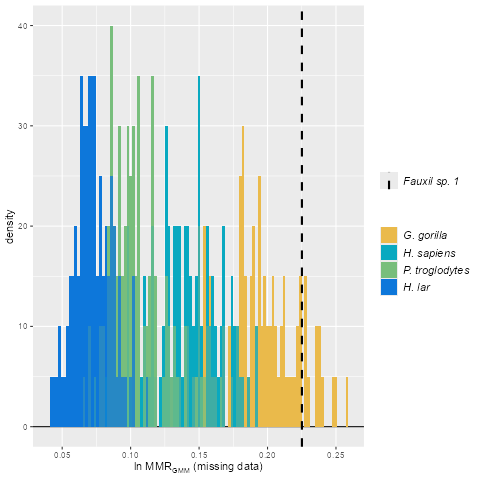 40
30
20
10
0
density
0.05 0.10 0.15 0.20 0.25
ln MMR_GMM (missing data)
Fauxil sp. 1
G. gorilla
H. sapiens
P. troglodytes
H. lar